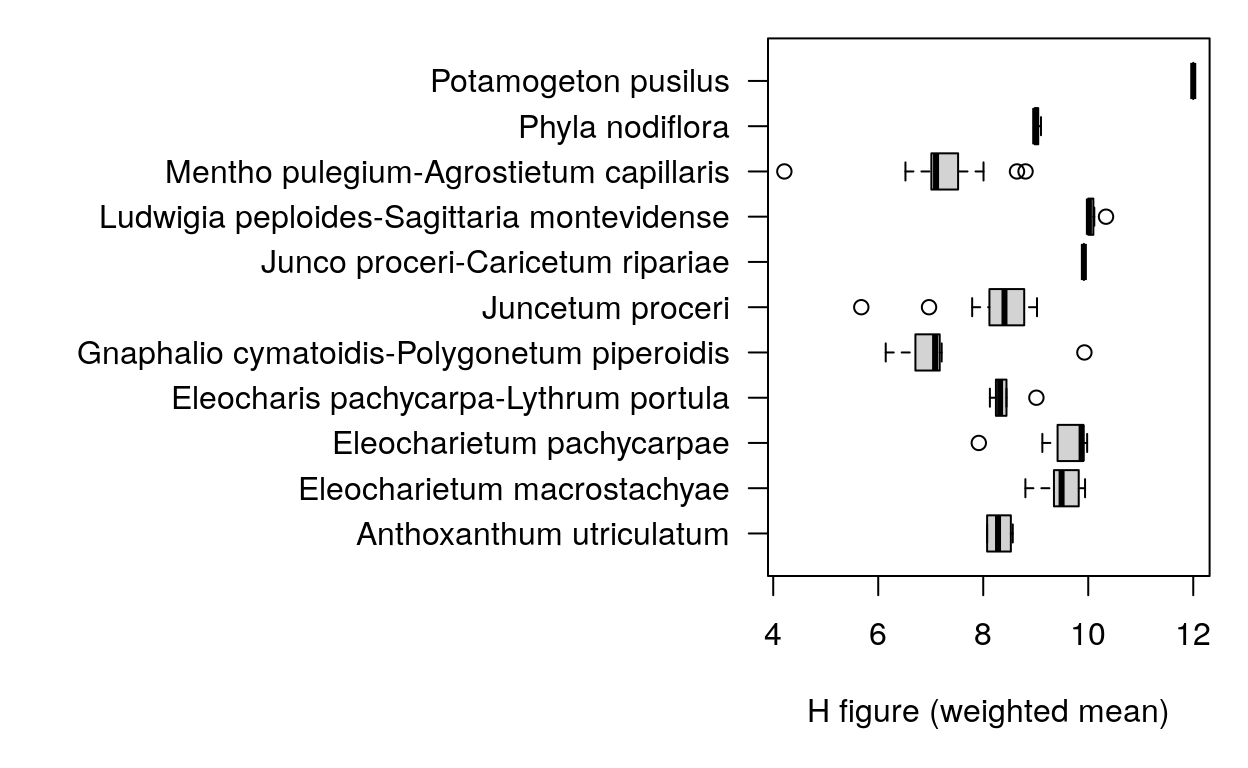 Potamogeton pusilus
Phyla nodiflora
Mentho pulegium-Agrostietum capillaris
Ludwigia peploides-Sagittaria montevidense
Junco proceri-Caricetum ripariae
Juncetum proceri
Gnaphalio cymatoidis-Polygonetum piperoidis
Eleocharis pachycarpa-Lythrum portula
Eleocharietum pachycarpae
Eleocharietum macrostachyae
Anthoxanthum utriculatum
4 6 8 10 12
H figure (weighted mean)